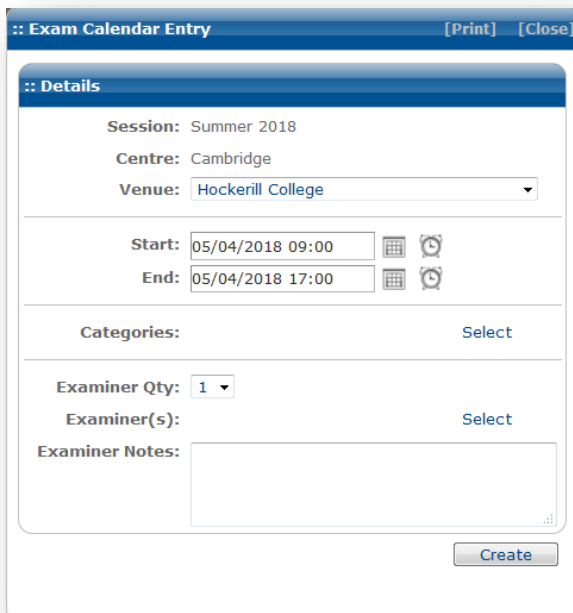 :: Exam Calendar Entry [Print] [Close]
:: Details
Session: Summer 2018
Centre: Cambridge
Venue: Hockerill College
Start: 05/04/2018 09:00
End: 05/04/2018 17:00
Categories: Select
Examiner Qty: 1
Examiner(s): Select
Examiner Notes:
Create